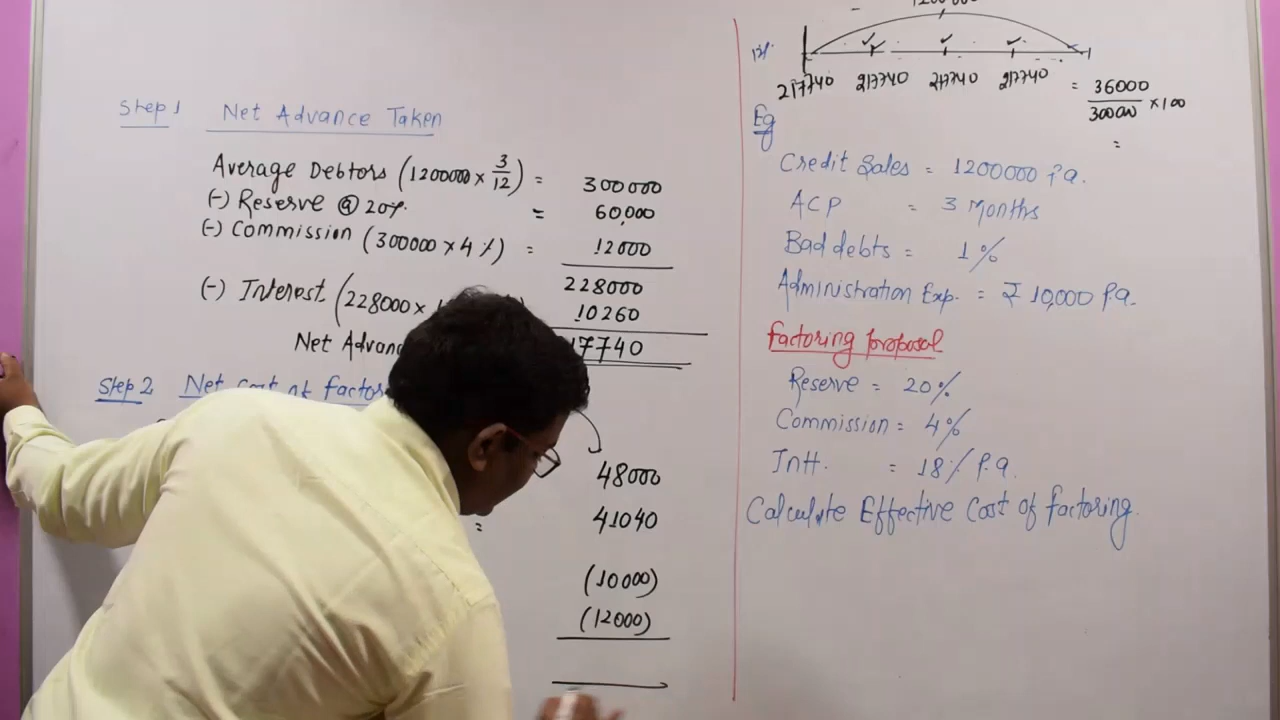 Step 1 Net Advance Taken
Average Debtors (1200000 × 3/12) = 300000
(-) Reserve @ 20% = 60,000
(-) Commission (300000 × 4%) = 12000
228000
(-) Interest (228000 × 10260
Net Advanc 17740
Step 2 Net Cost of factor
48000
= 41040
(10000)
(12000)
1st
217740 217740 217740 217740
= 36000/300000 × 100
=
Eg
Credit Sales = 1200000 P.a.
ACP = 3 Months
Bad debts = 1%
Administration Exp. = ₹ 10,000 P.a.
factoring proposal
Reserve = 20%
Commission = 4%
Intt. = 18% P.a.
Calculate Effective Cost of factoring.